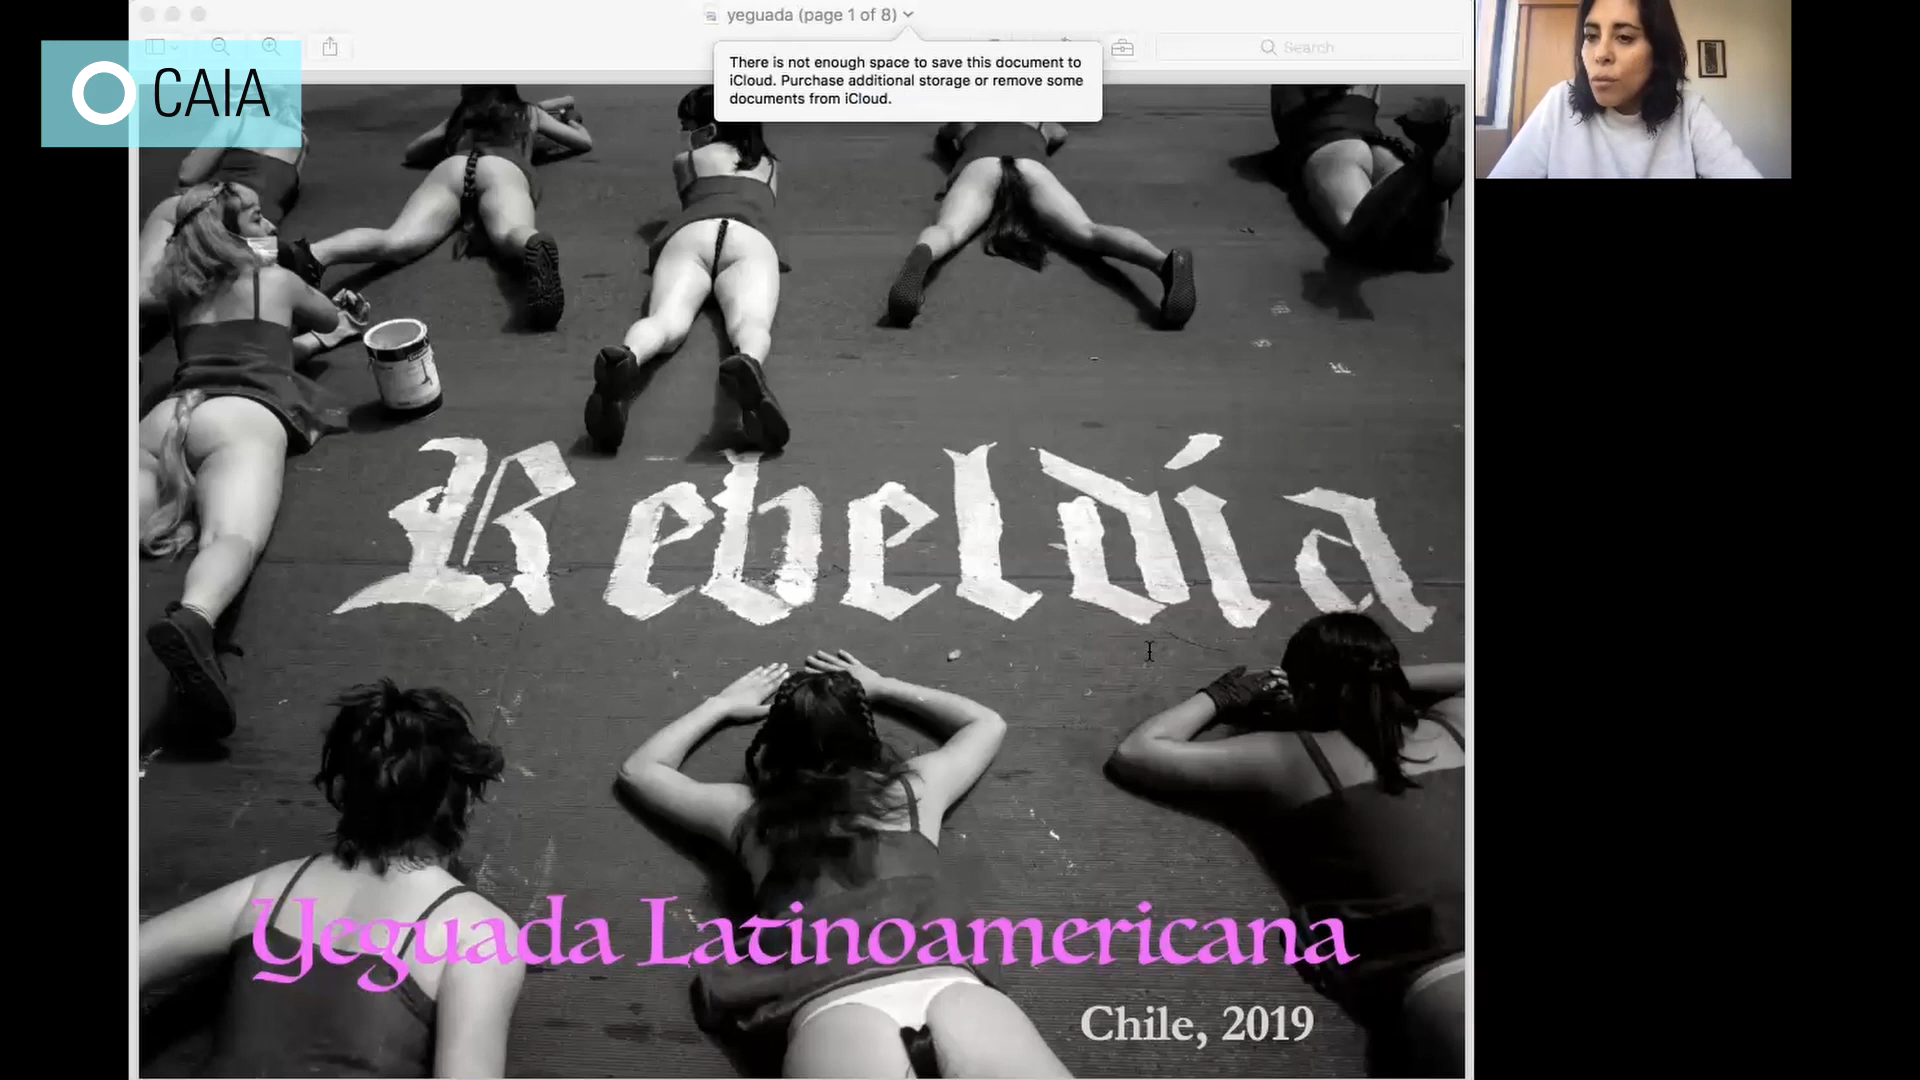 yeguada (page 1 of 8)
Search
There is not enough space to save this document to
iCloud. Purchase additional storage or remove some
documents from iCloud.
CAIA
Rebeldía
Yeguada Latinoamericana
Chile, 2019